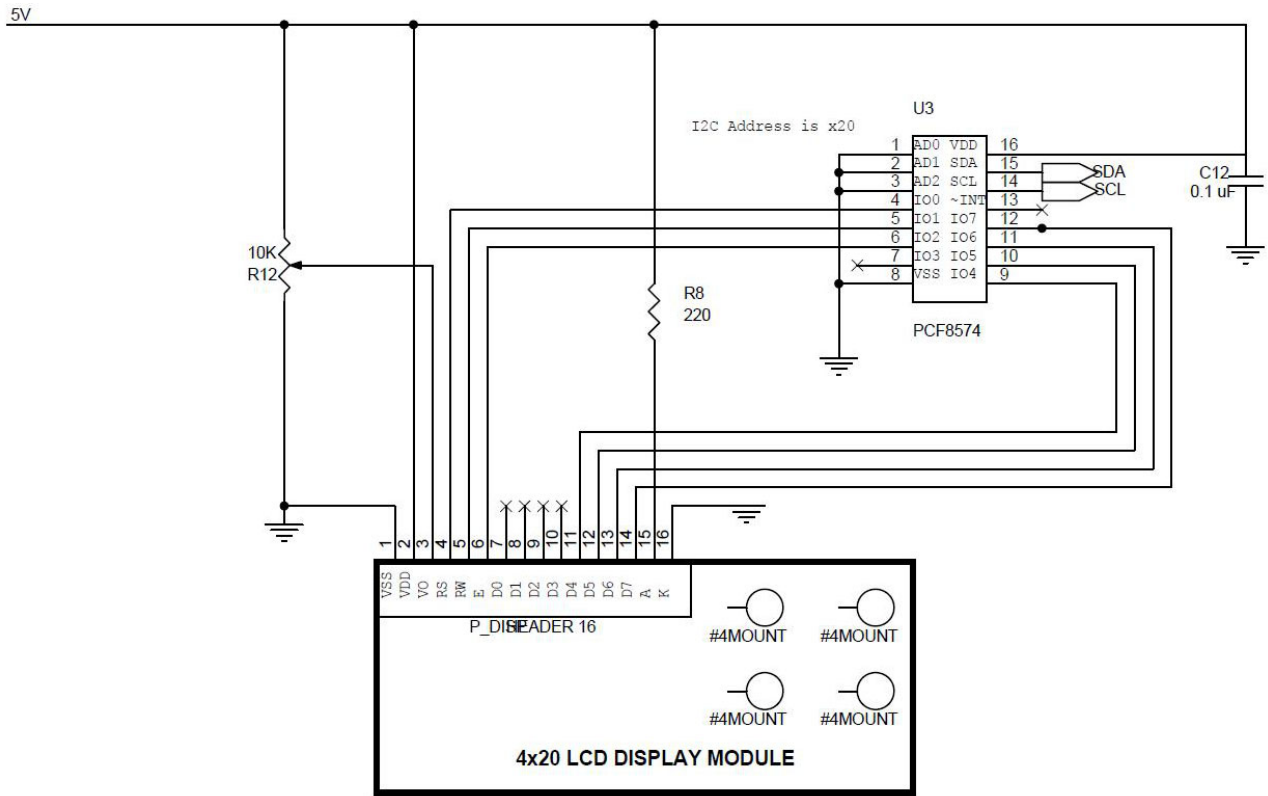 5V
U3
I2C Address is x20
1 AD0 VDD 16
2 AD1 SDA 15 SDA
3 AD2 SCL 14 SCL
4 IO0 ~INT 13
5 IO1 IO7 12
6 IO2 IO6 11
7 IO3 IO5 10
8 VSS IO4 9
PCF8574
C12
0.1 uF
10K
R12
R8
220
1 2 3 4 5 6 7 8 9 10 11 12 13 14 15 16
VSS VDD VO RS RW E D0 D1 D2 D3 D4 D5 D6 D7 A K
P_DISP HEADER 16
#4MOUNT #4MOUNT
#4MOUNT #4MOUNT
4x20 LCD DISPLAY MODULE